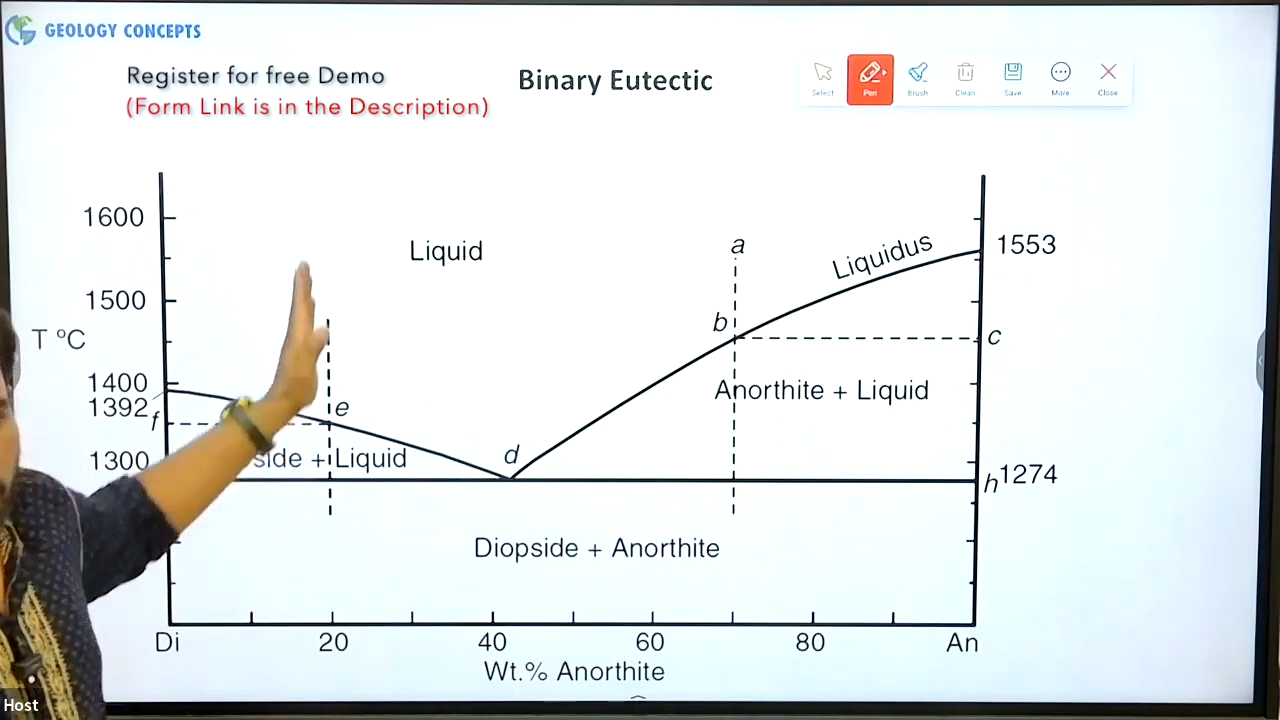 GEOLOGY CONCEPTS
Register for free Demo
(Form Link is in the Description)
Binary Eutectic
Select
Pen
Brush
Clean
Save
More
Close
1600
Liquid
a
Liquidus
1553
1500
T ºC
b
c
1400
1392
f
e
Anorthite + Liquid
1300
+ Liquid
d
h
1274
Diopside + Anorthite
Di
20
40
60
80
An
Wt.% Anorthite
Host